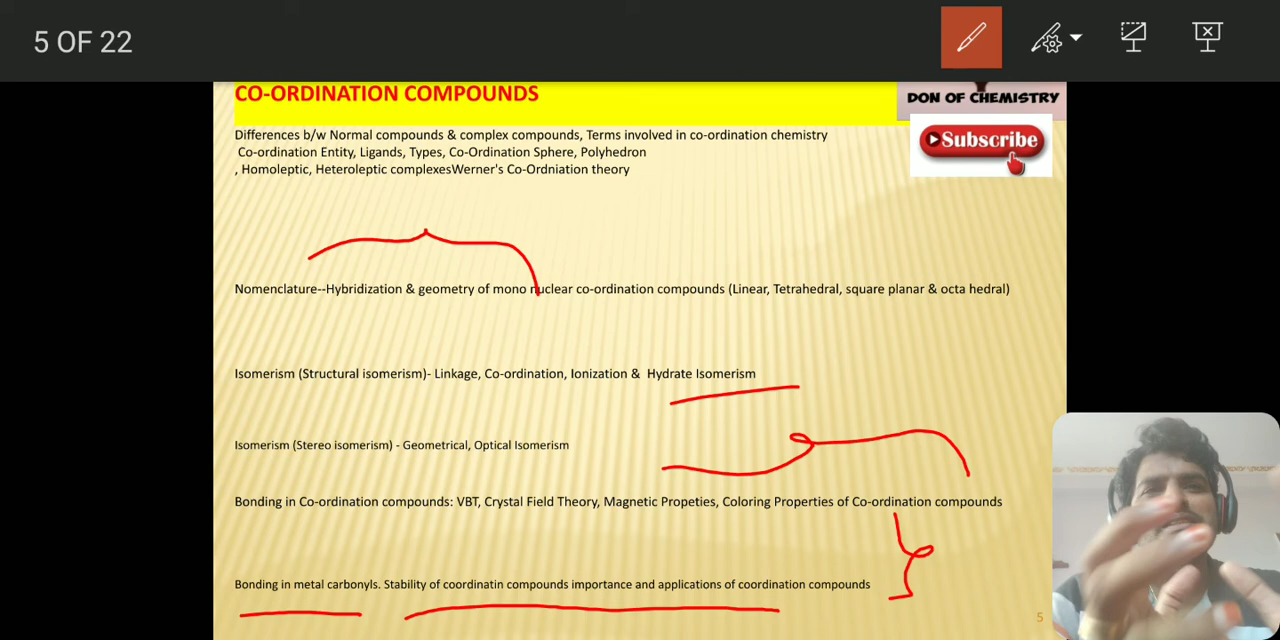 5 OF 22
CO-ORDINATION COMPOUNDS
DON OF CHEMISTRY
Subscribe
Differences b/w Normal compounds & complex compounds, Terms involved in co-ordination chemistry
Co-ordination Entity, Ligands, Types, Co-Ordination Sphere, Polyhedron
, Homoleptic, Heteroleptic complexesWerner's Co-Ordniation theory
Nomenclature--Hybridization & geometry of mono nuclear co-ordination compounds (Linear, Tetrahedral, square planar & octa hedral)
Isomerism (Structural isomerism)- Linkage, Co-ordination, Ionization & Hydrate Isomerism
Isomerism (Stereo isomerism) - Geometrical, Optical Isomerism
Bonding in Co-ordination compounds: VBT, Crystal Field Theory, Magnetic Propeties, Coloring Properties of Co-ordination compounds
Bonding in metal carbonyls. Stability of coordinatin compounds importance and applications of coordination compounds
5